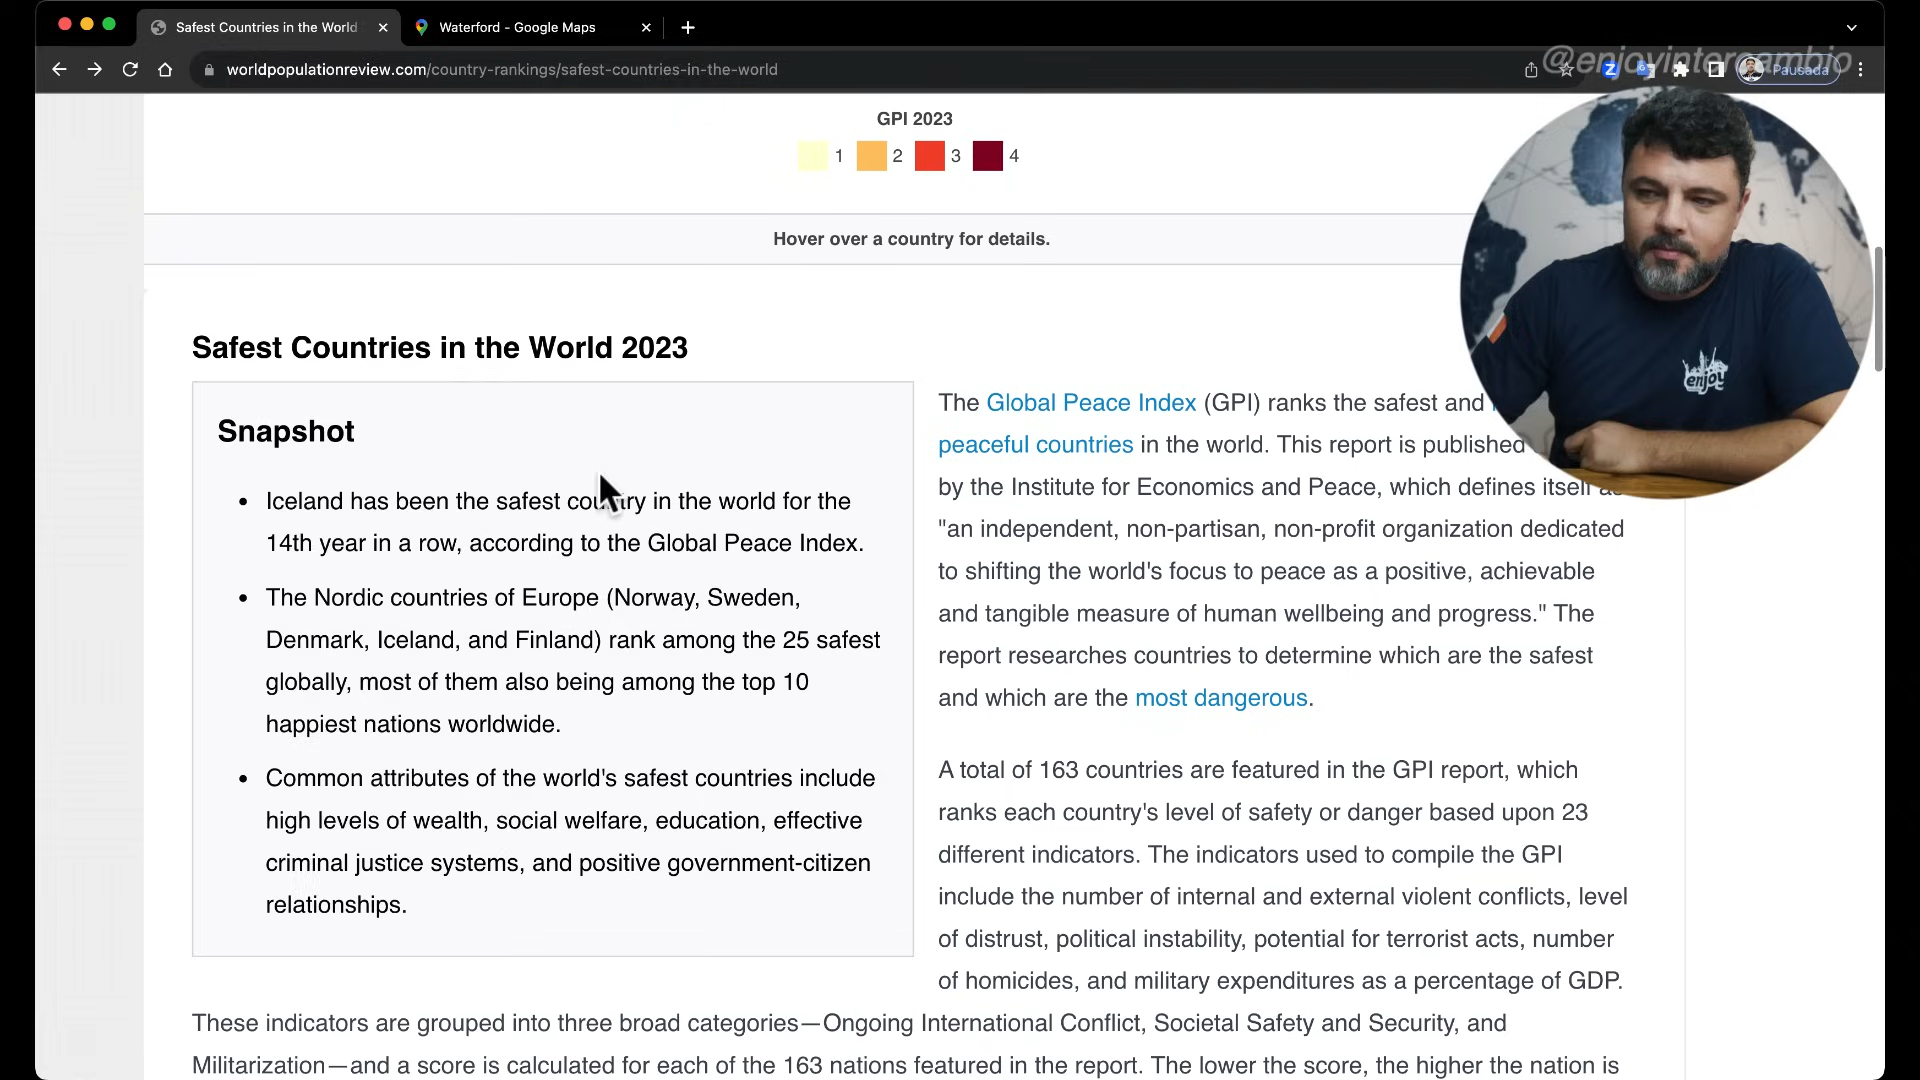 Safest Countries in the World
Waterford - Google Maps
worldpopulationreview.com/country-rankings/safest-countries-in-the-world
@enjoyintercambio
Pausada
GPI 2023
1 2 3 4
Hover over a country for details.
enjoy
Safest Countries in the World 2023
Snapshot
• Iceland has been the safest country in the world for the
14th year in a row, according to the Global Peace Index.
• The Nordic countries of Europe (Norway, Sweden,
Denmark, Iceland, and Finland) rank among the 25 safest
globally, most of them also being among the top 10
happiest nations worldwide.
• Common attributes of the world's safest countries include
high levels of wealth, social welfare, education, effective
criminal justice systems, and positive government-citizen
relationships.
The Global Peace Index (GPI) ranks the safest and
peaceful countries in the world. This report is published
by the Institute for Economics and Peace, which defines itself as
"an independent, non-partisan, non-profit organization dedicated
to shifting the world's focus to peace as a positive, achievable
and tangible measure of human wellbeing and progress." The
report researches countries to determine which are the safest
and which are the most dangerous.
A total of 163 countries are featured in the GPI report, which
ranks each country's level of safety or danger based upon 23
different indicators. The indicators used to compile the GPI
include the number of internal and external violent conflicts, level
of distrust, political instability, potential for terrorist acts, number
of homicides, and military expenditures as a percentage of GDP.
These indicators are grouped into three broad categories—Ongoing International Conflict, Societal Safety and Security, and
Militarization—and a score is calculated for each of the 163 nations featured in the report. The lower the score, the higher the nation is